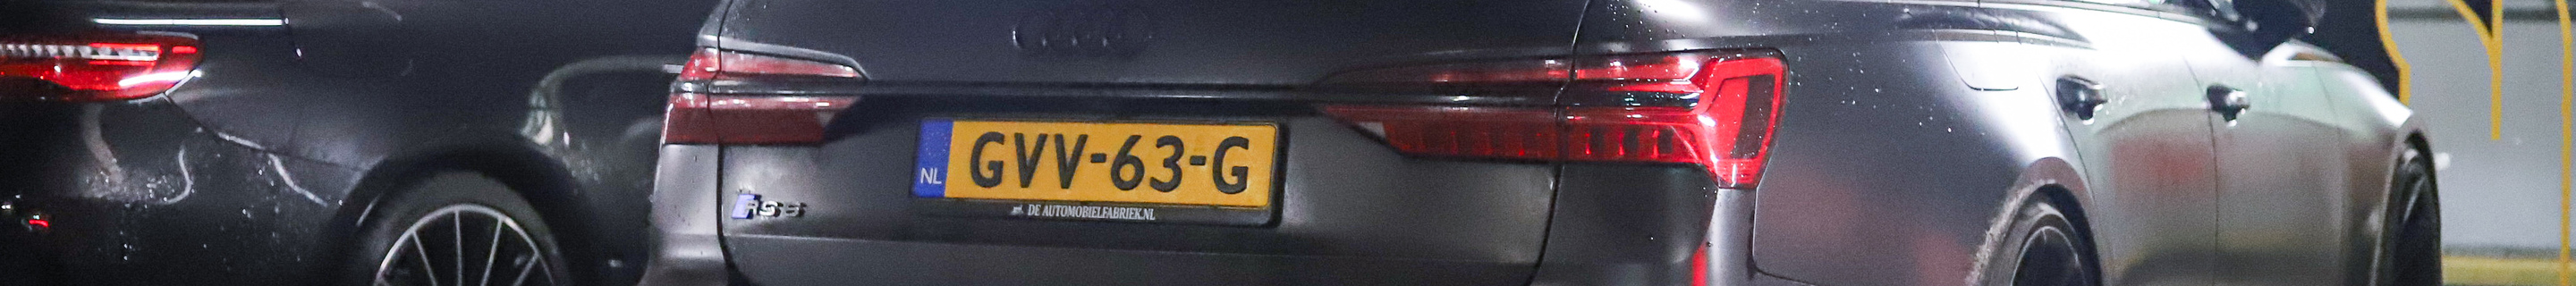 GVV-63-G
NL
RS6
DE AUTOMOBIELFABRIEK.NL